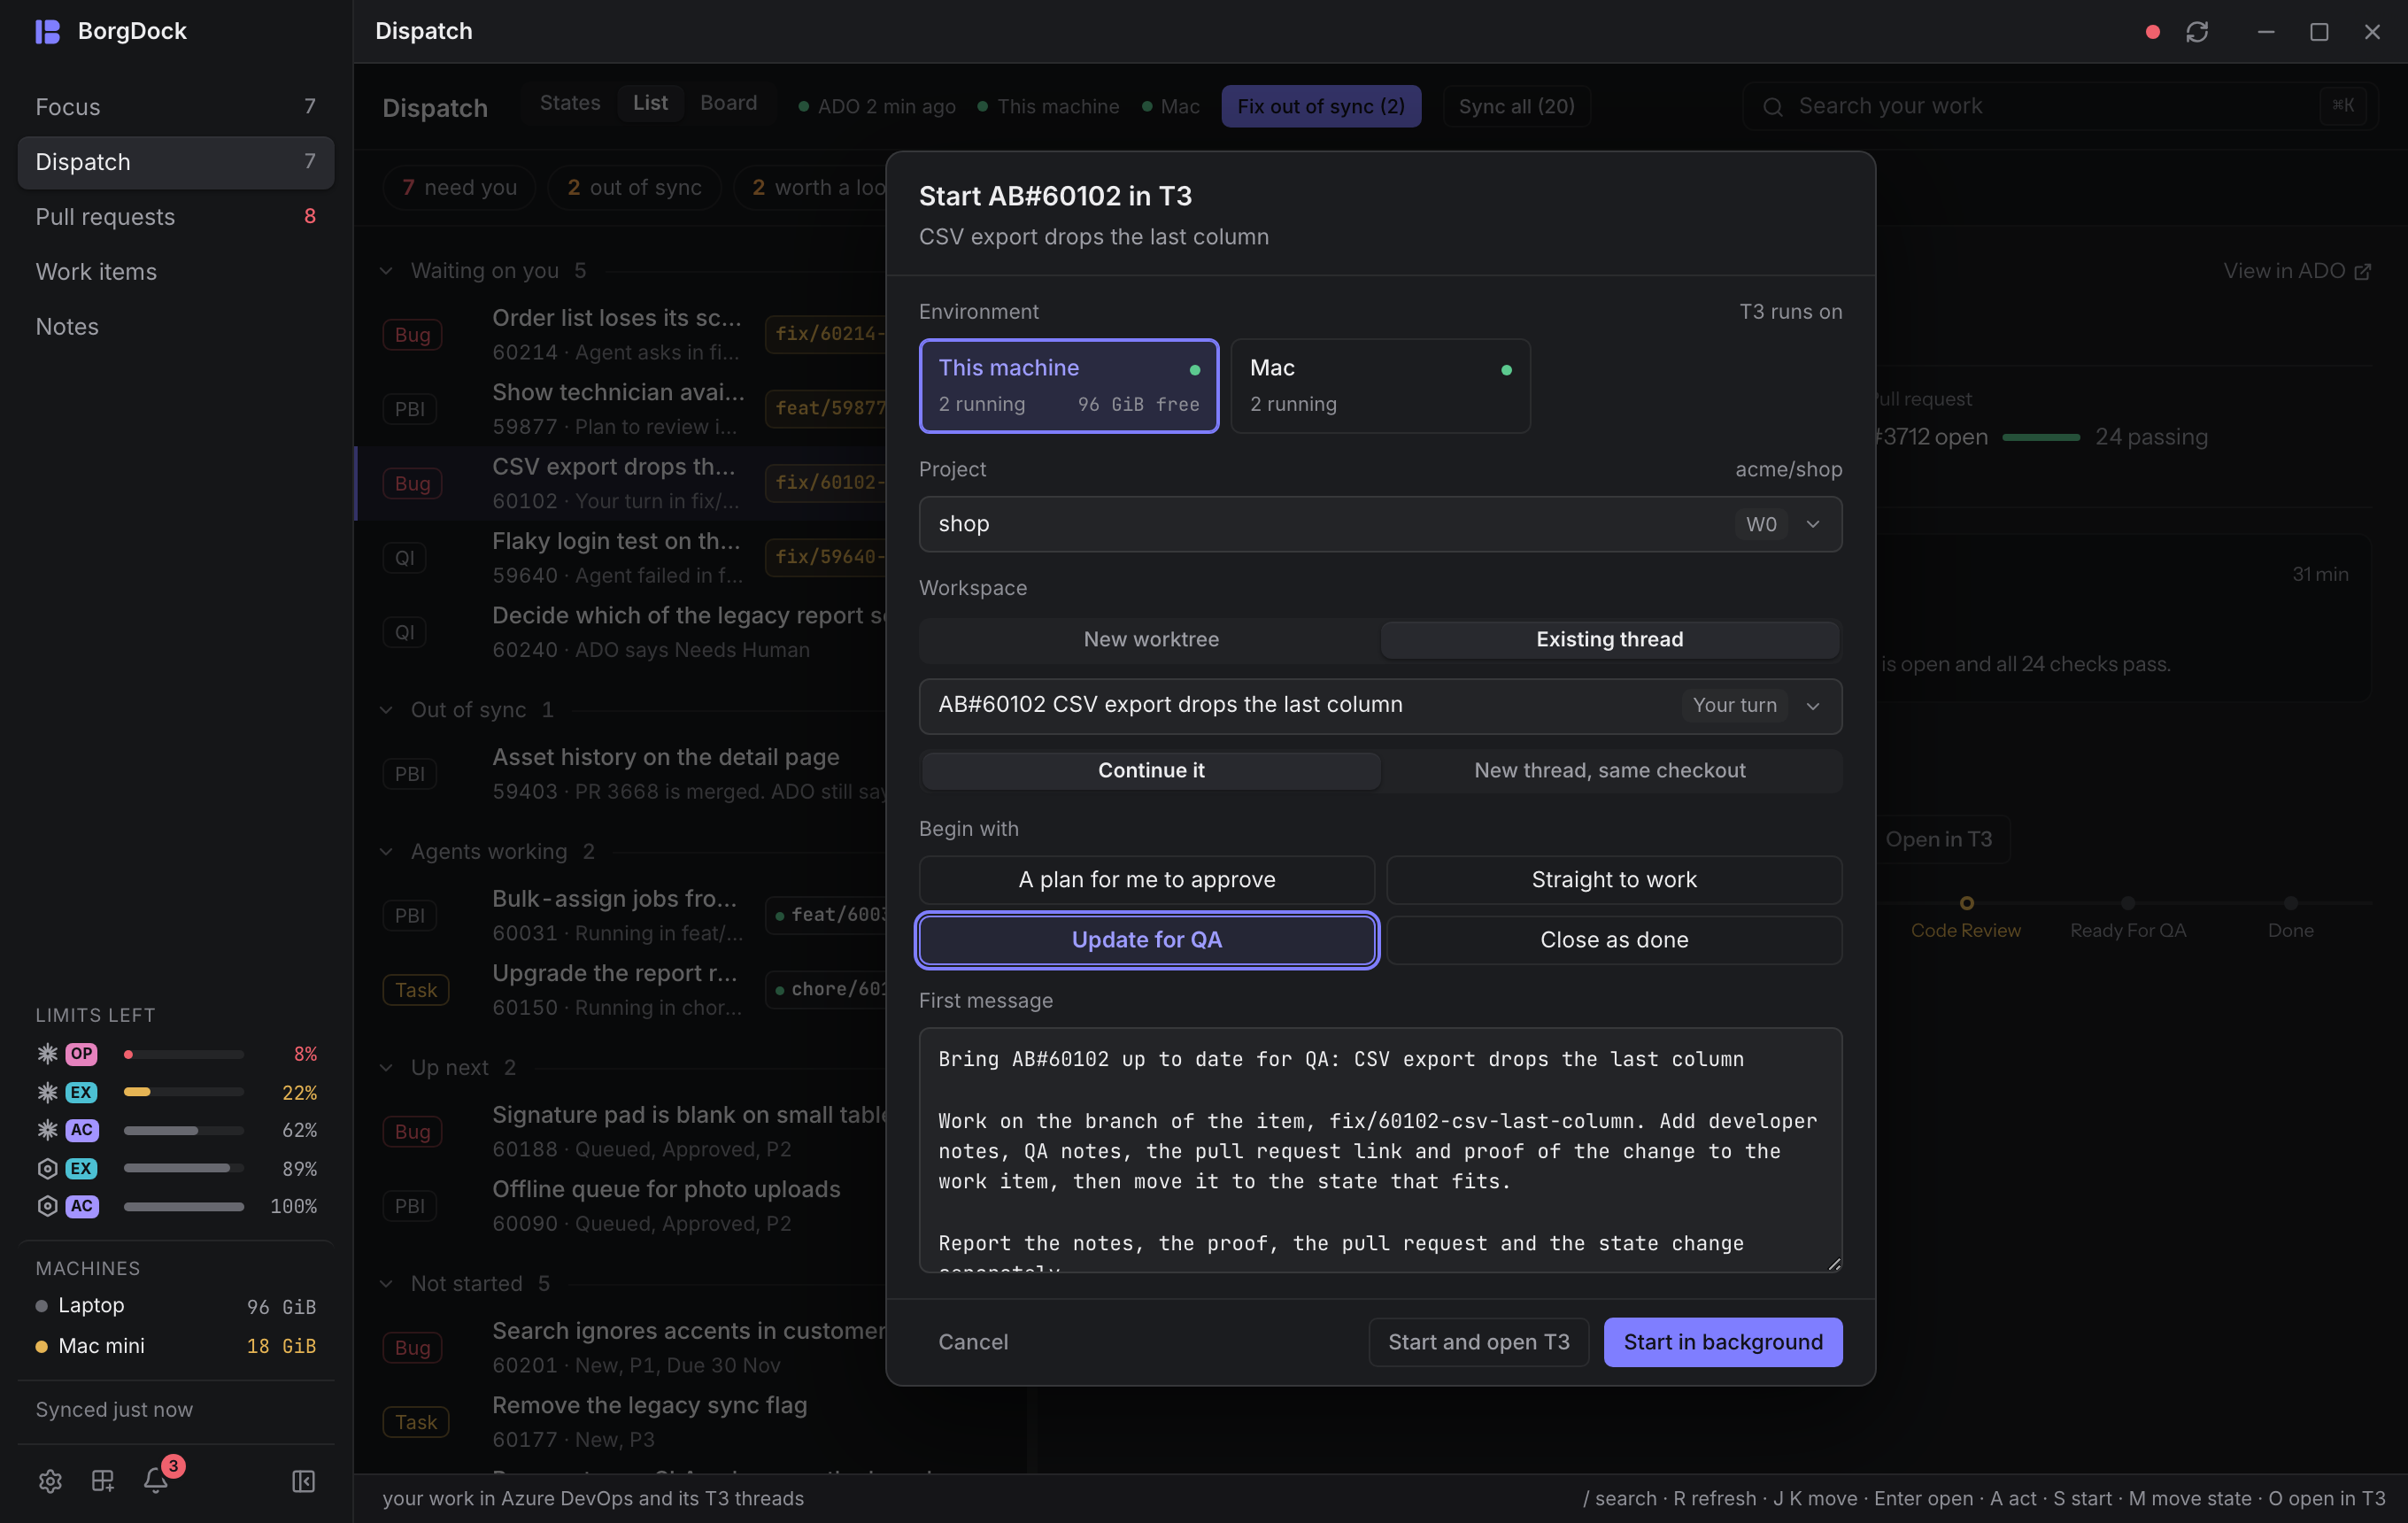 BorgDock
Focus 7
Dispatch 7
Pull requests 8
Work items
Notes
LIMITS LEFT
OP 8%
EX 22%
AC 62%
EX 89%
AC 100%
MACHINES
Laptop 96 GiB
Mac mini 18 GiB
Synced just now
3
Dispatch
Dispatch States List Board ADO 2 min ago This machine Mac Fix out of sync (2) Sync all (20) Search your work ⌘K
7 need you 2 out of sync 2 worth a loo
Waiting on you 5
Bug Order list loses its sc... fix/60214-
60214 · Agent asks in fi...
PBI Show technician avai... feat/59877
59877 · Plan to review i...
Bug CSV export drops th... fix/60102-
60102 · Your turn in fix/...
QI Flaky login test on th... fix/59640-
59640 · Agent failed in f...
QI Decide which of the legacy report s
60240 · ADO says Needs Human
Out of sync 1
PBI Asset history on the detail page
59403 · PR 3668 is merged. ADO still say
Agents working 2
PBI Bulk-assign jobs fro... feat/6003
60031 · Running in feat/...
Task Upgrade the report r... chore/601
60150 · Running in chor...
Up next 2
Bug Signature pad is blank on small table
60188 · Queued, Approved, P2
PBI Offline queue for photo uploads
60090 · Queued, Approved, P2
Not started 5
Bug Search ignores accents in customer
60201 · New, P1, Due 30 Nov
Task Remove the legacy sync flag
60177 · New, P3
View in ADO
Pull request
#3712 open 24 passing
31 min
is open and all 24 checks pass.
Open in T3
Code Review Ready For QA Done
Start AB#60102 in T3
CSV export drops the last column
Environment T3 runs on
This machine
2 running 96 GiB free
Mac
2 running
Project acme/shop
shop W0
Workspace
New worktree Existing thread
AB#60102 CSV export drops the last column Your turn
Continue it New thread, same checkout
Begin with
A plan for me to approve Straight to work
Update for QA Close as done
First message
Bring AB#60102 up to date for QA: CSV export drops the last column
Work on the branch of the item, fix/60102-csv-last-column. Add developer
notes, QA notes, the pull request link and proof of the change to the
work item, then move it to the state that fits.
Report the notes, the proof, the pull request and the state change
separately.
Cancel Start and open T3 Start in background
your work in Azure DevOps and its T3 threads
/ search · R refresh · J K move · Enter open · A act · S start · M move state · O open in T3